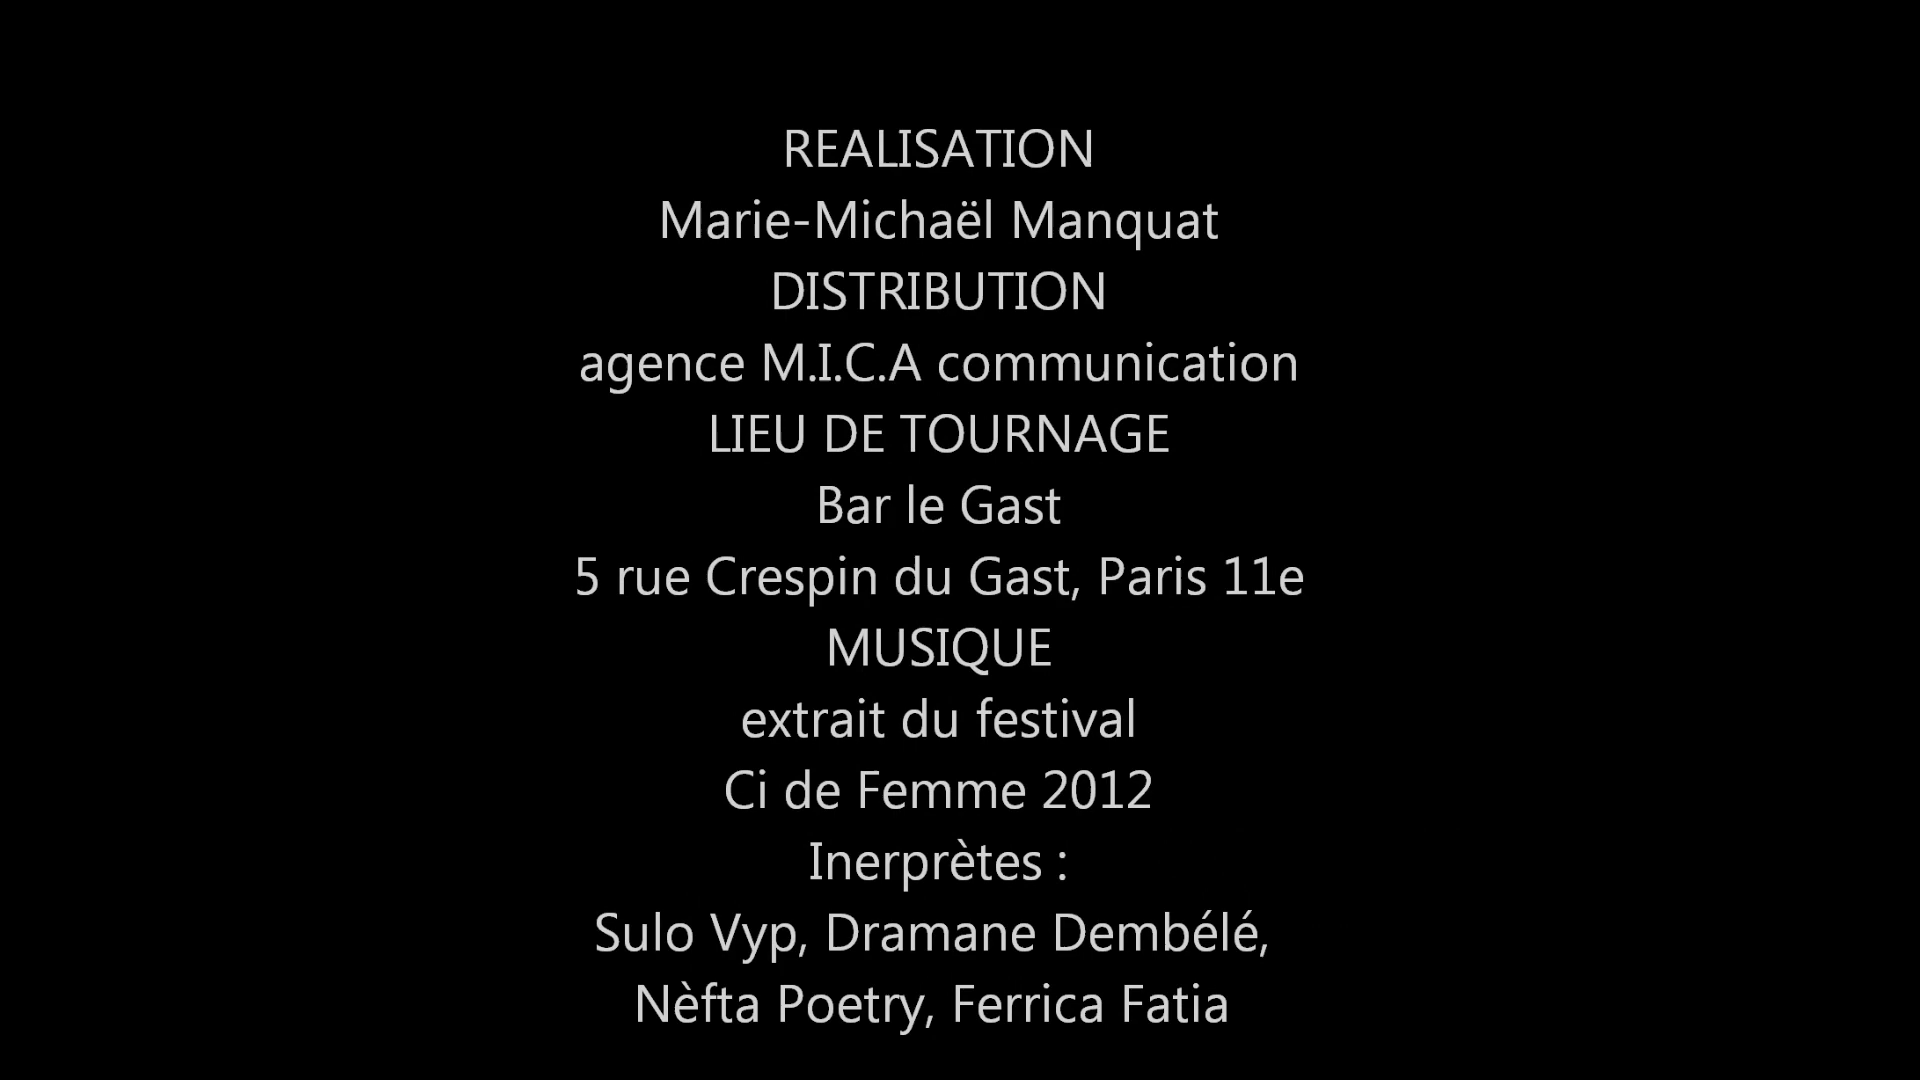 REALISATION
Marie-Michaël Manquat
DISTRIBUTION
agence M.I.C.A communication
LIEU DE TOURNAGE
Bar le Gast
5 rue Crespin du Gast, Paris 11e
MUSIQUE
extrait du festival
Ci de Femme 2012
Inerprètes :
Sulo Vyp, Dramane Dembélé,
Nèfta Poetry, Ferrica Fatia